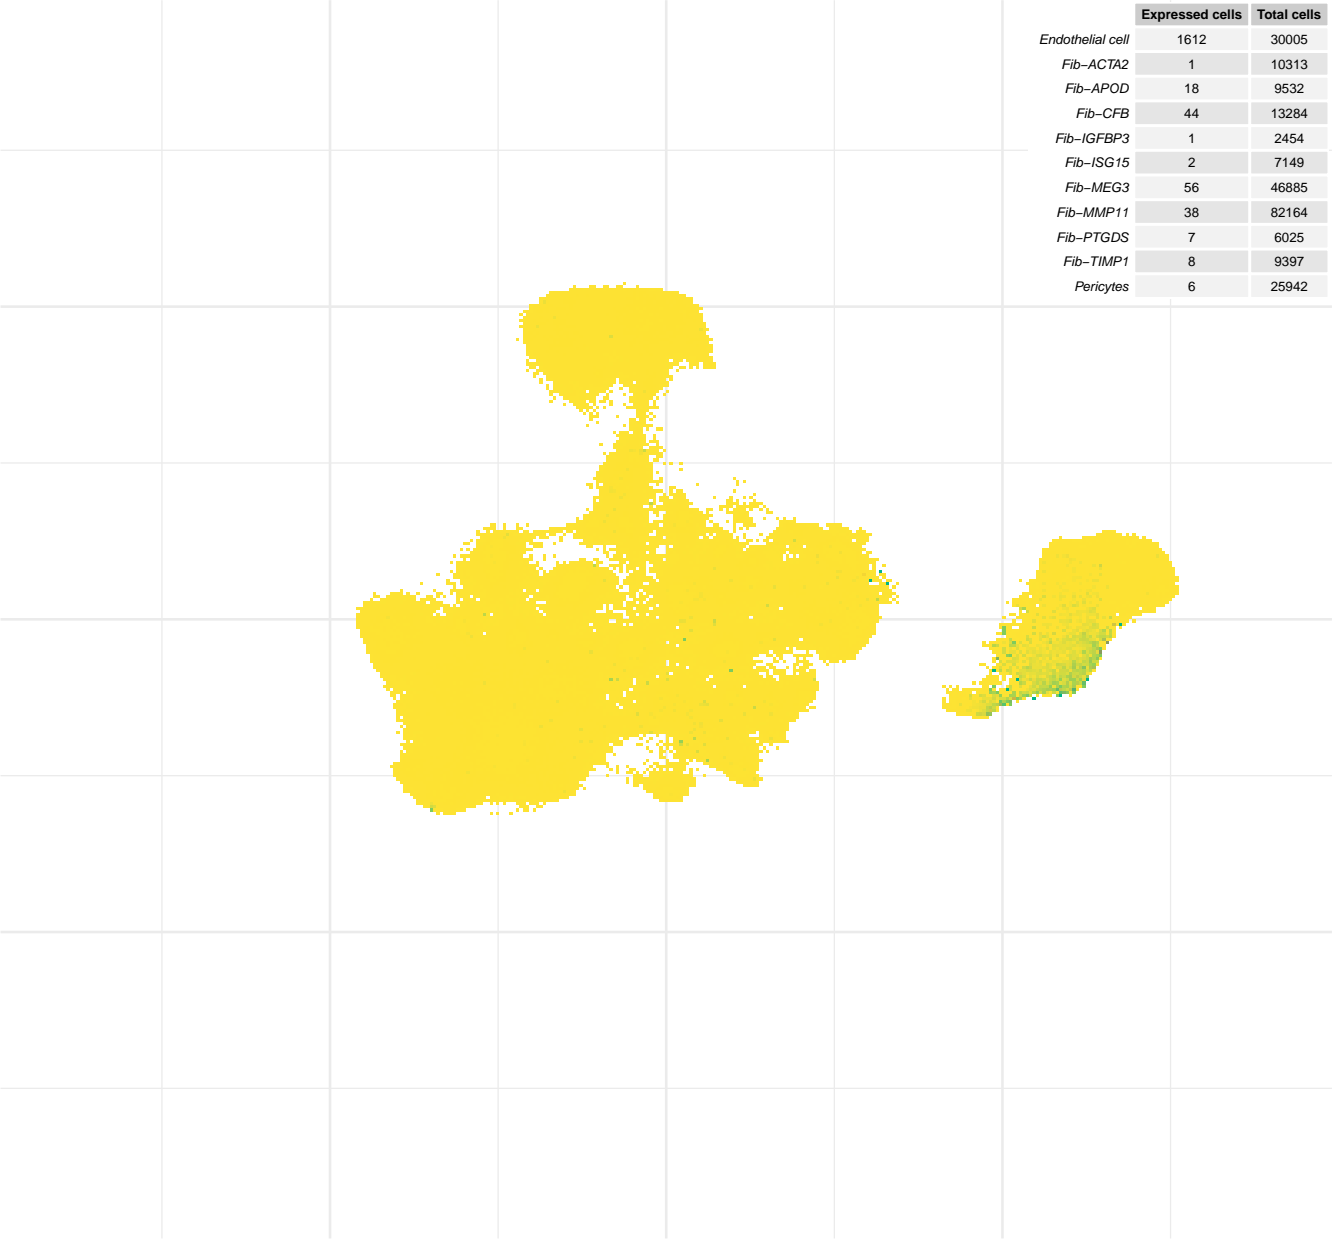 Expressed cells Total cells
Endothelial cell 1612 30005
Fib−ACTA2 1 10313
Fib−APOD 18 9532
Fib−CFB 44 13284
Fib−IGFBP3 1 2454
Fib−ISG15 2 7149
Fib−MEG3 56 46885
Fib−MMP11 38 82164
Fib−PTGDS 7 6025
Fib−TIMP1 8 9397
Pericytes 6 25942